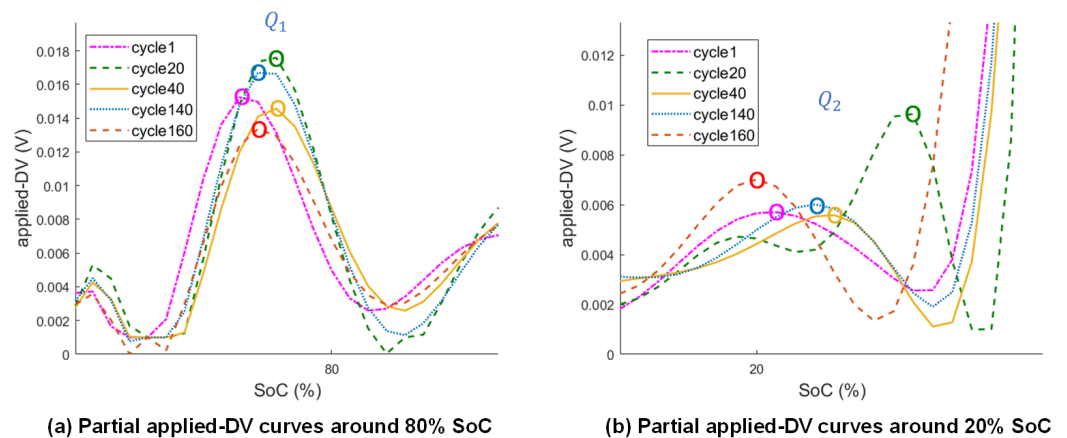 Q₁
0.018
0.016
0.014
0.012
0.01
0.008
0.006
0.004
0.002
0
applied-DV (V)
cycle1
cycle20
cycle40
cycle140
cycle160
80
SoC (%)
(a) Partial applied-DV curves around 80% SoC
Q₂
0.012
0.01
0.008
0.006
0.004
0.002
0
applied-DV (V)
cycle1
cycle20
cycle40
cycle140
cycle160
20
SoC (%)
(b) Partial applied-DV curves around 20% SoC